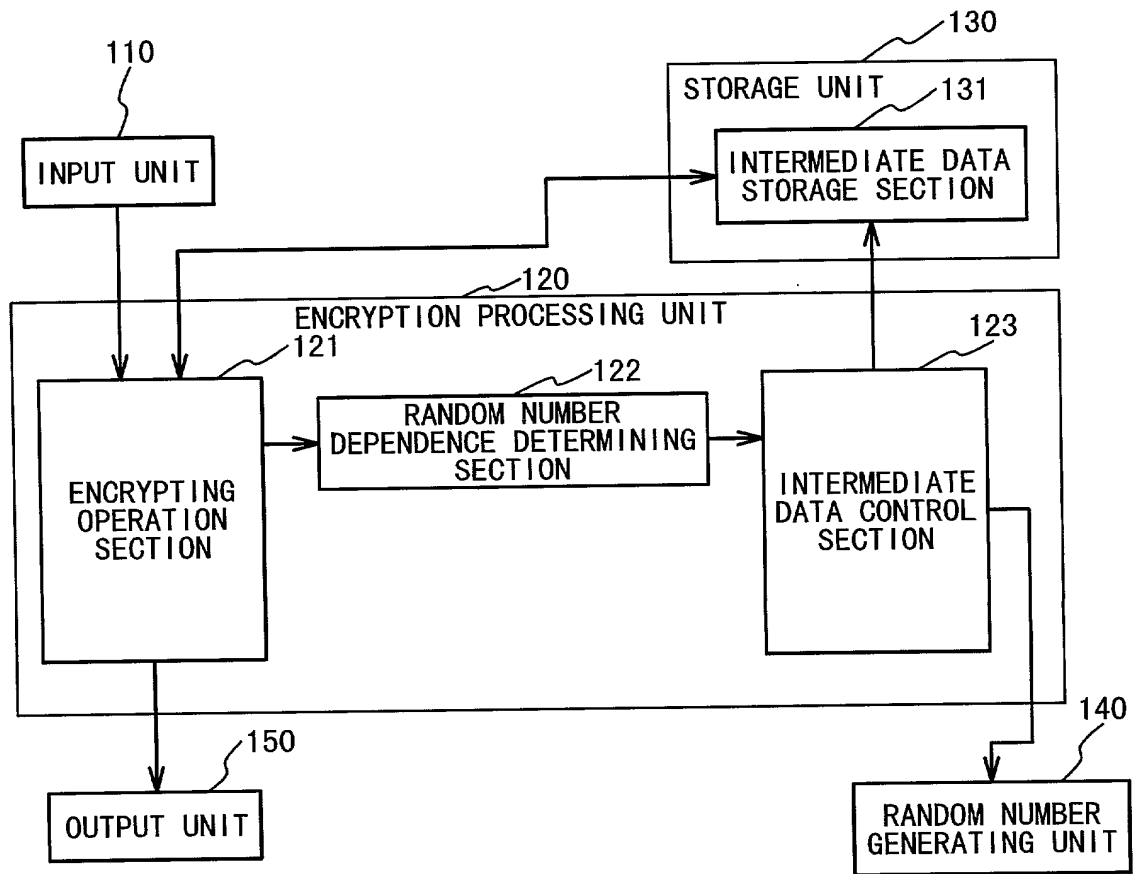 110
INPUT UNIT
130
STORAGE UNIT
131
INTERMEDIATE DATA
STORAGE SECTION
120
ENCRYPTION PROCESSING UNIT
121
ENCRYPTING
OPERATION
SECTION
122
RANDOM NUMBER
DEPENDENCE DETERMINING
SECTION
123
INTERMEDIATE
DATA CONTROL
SECTION
150
OUTPUT UNIT
140
RANDOM NUMBER
GENERATING UNIT